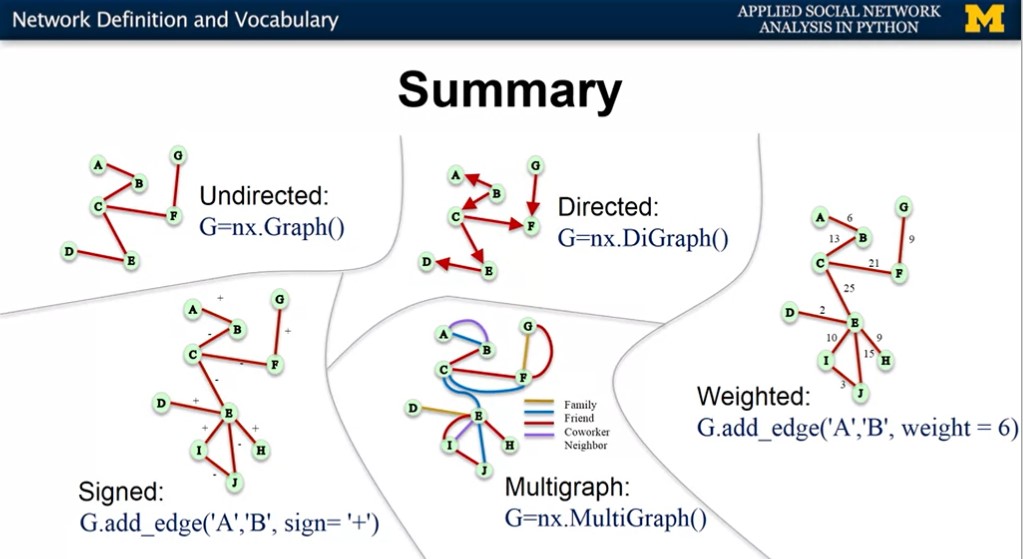 Network Definition and Vocabulary
APPLIED SOCIAL NETWORK
ANALYSIS IN PYTHON
M
Summary
A
G
B
C
F
D
E
Undirected:
G=nx.Graph()
A
G
B
C
F
D
E
Directed:
G=nx.DiGraph()
A
6
G
13
B
9
C
21
F
25
D
2
E
10
9
I
15
H
3
J
Weighted:
G.add_edge('A','B', weight = 6)
A
+
G
-
B
+
C
-
F
-
D
+
E
+
+
I
-
H
-
J
Signed:
G.add_edge('A','B', sign= '+')
A
G
B
C
F
D
E
I
H
J
Family
Friend
Coworker
Neighbor
Multigraph:
G=nx.MultiGraph()